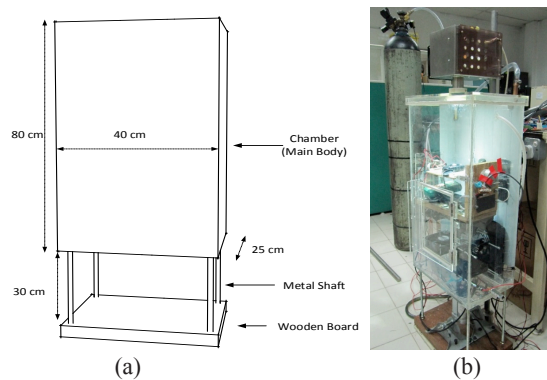 80 cm
40 cm
Chamber
(Main Body)
25 cm
30 cm
Metal Shaft
Wooden Board
(a)
(b)